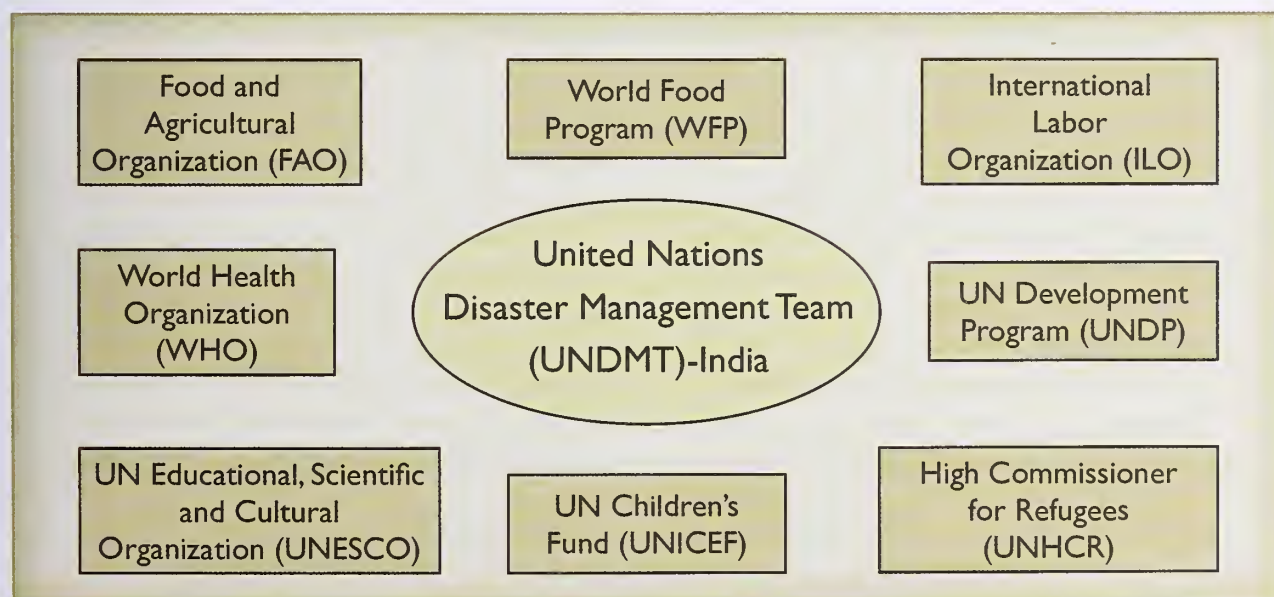 Food and
Agricultural
Organization (FAO)
World Food
Program (WFP)
International
Labor
Organization (ILO)
World Health
Organization
(WHO)
United Nations
Disaster Management Team
(UNDMT)-India
UN Development
Program (UNDP)
UN Educational, Scientific
and Cultural
Organization (UNESCO)
UN Children's
Fund (UNICEF)
High Commissioner
for Refugees
(UNHCR)